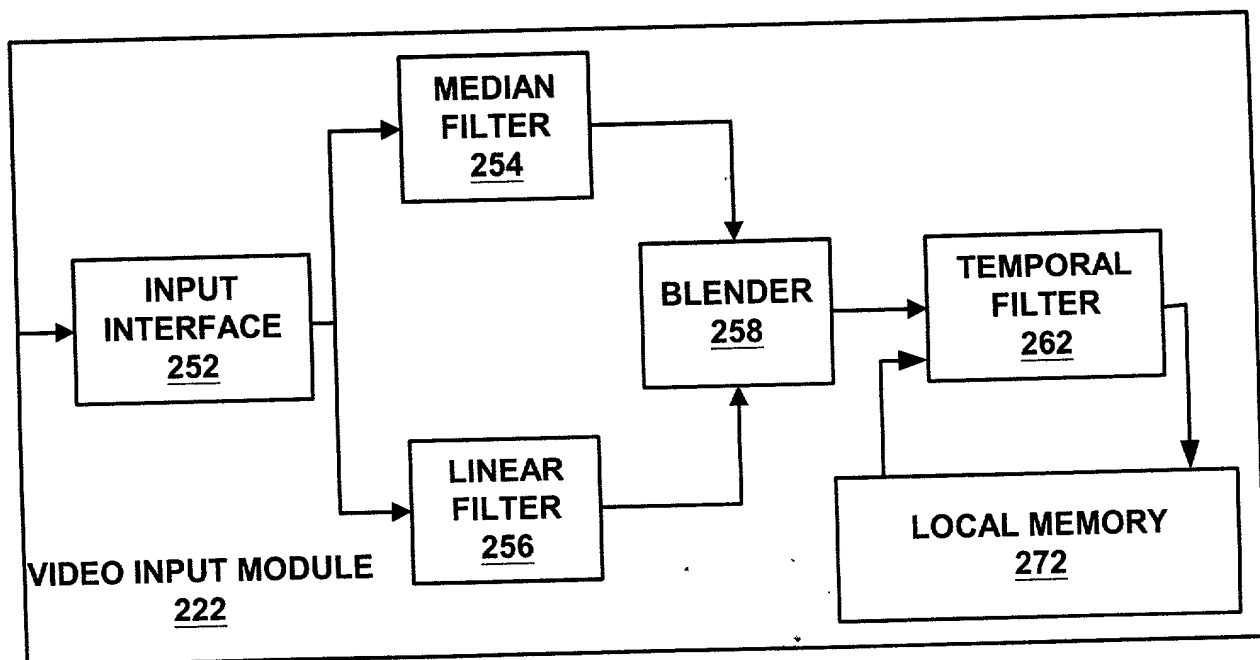 MEDIAN
FILTER
254
INPUT
INTERFACE
252
BLENDER
258
TEMPORAL
FILTER
262
LINEAR
FILTER
256
LOCAL MEMORY
272
VIDEO INPUT MODULE
222